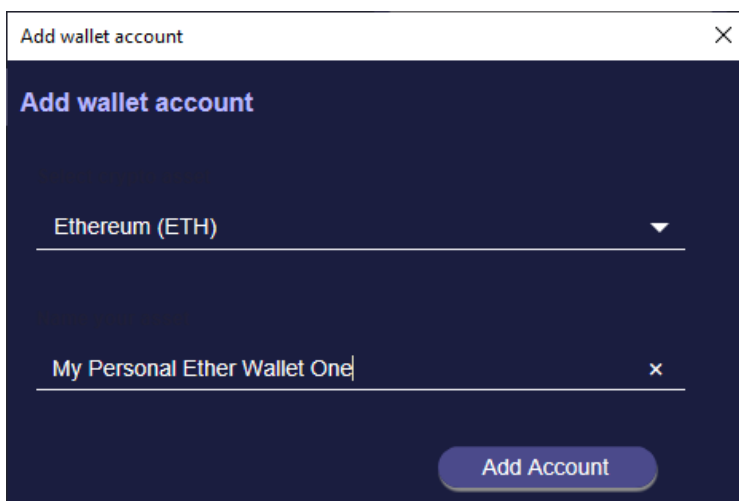 Add wallet account
Add wallet account
Ethereum (ETH)
My Personal Ether Wallet One
Add Account